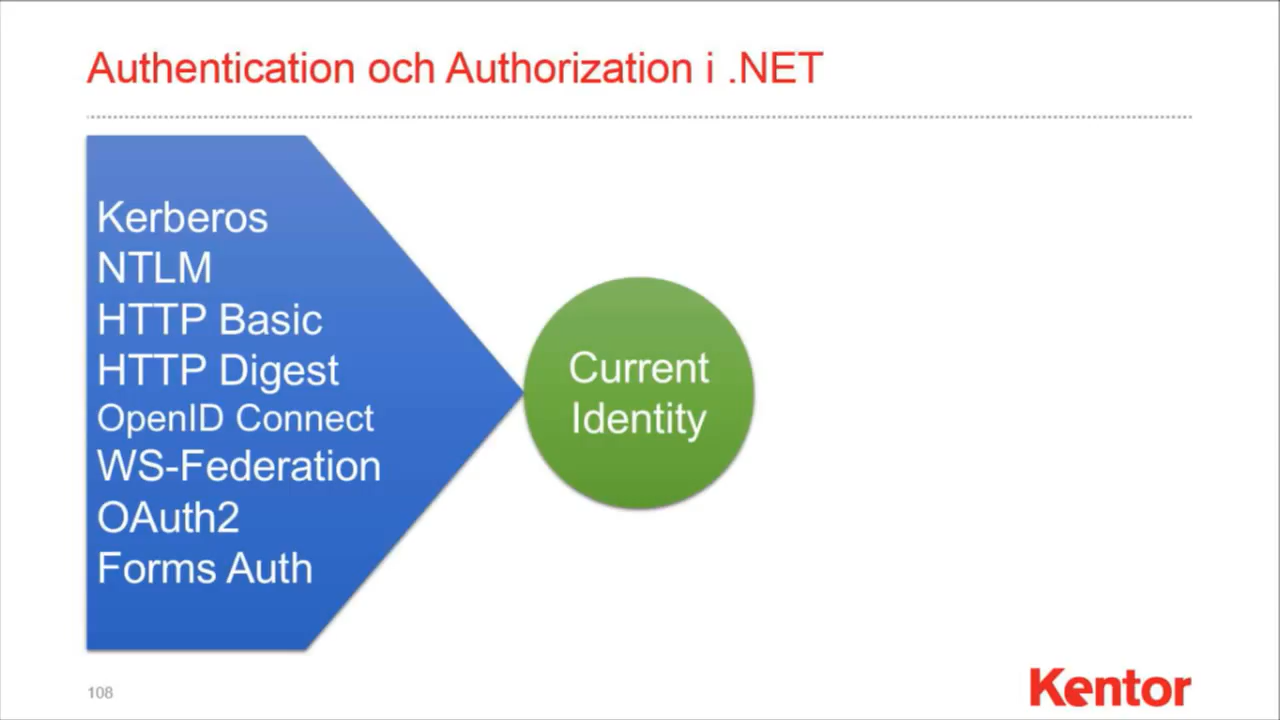 Authentication och Authorization i .NET
Kerberos
NTLM
HTTP Basic
HTTP Digest
OpenID Connect
WS-Federation
OAuth2
Forms Auth
Current
Identity
108
Kentor